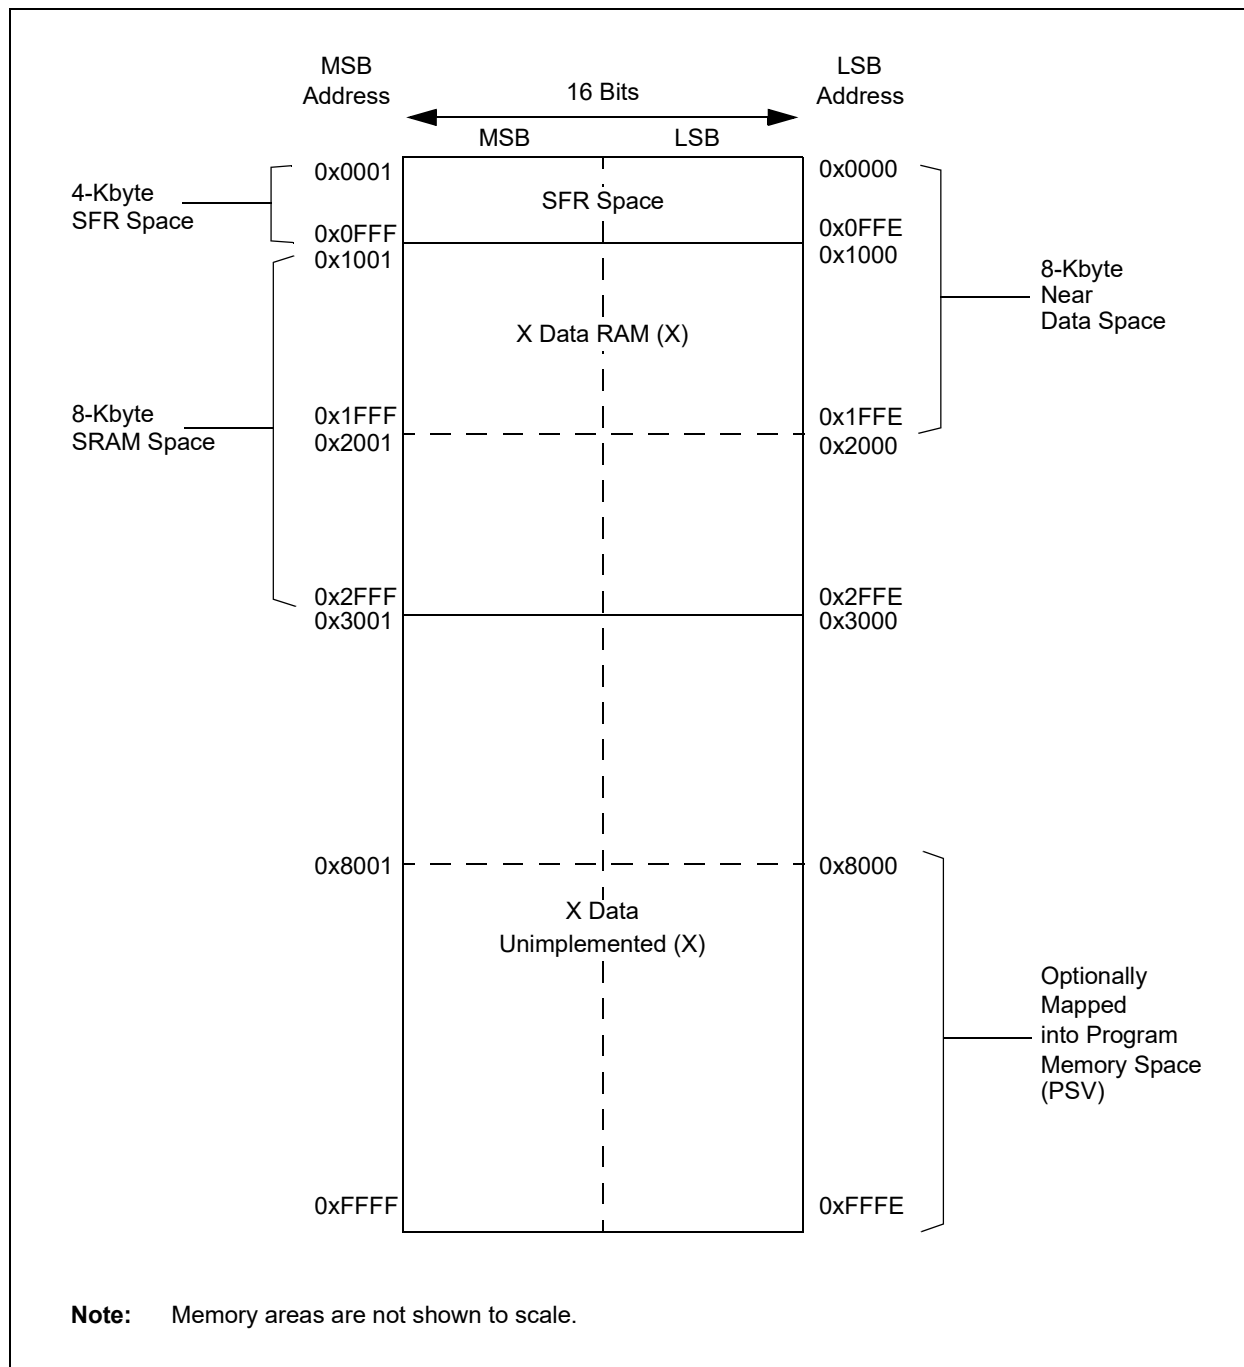 MSB
Address
LSB
Address
16 Bits
MSB
LSB
0x0001
0x0000
4-Kbyte
SFR Space
SFR Space
0x0FFF
0x0FFE
0x1001
0x1000
8-Kbyte
Near
Data Space
X Data RAM (X)
8-Kbyte
SRAM Space
0x1FFF
0x1FFE
0x2001
0x2000
0x2FFF
0x2FFE
0x3001
0x3000
0x8001
0x8000
X Data
Unimplemented (X)
Optionally
Mapped
into Program
Memory Space
(PSV)
0xFFFF
0xFFFE
Note: Memory areas are not shown to scale.